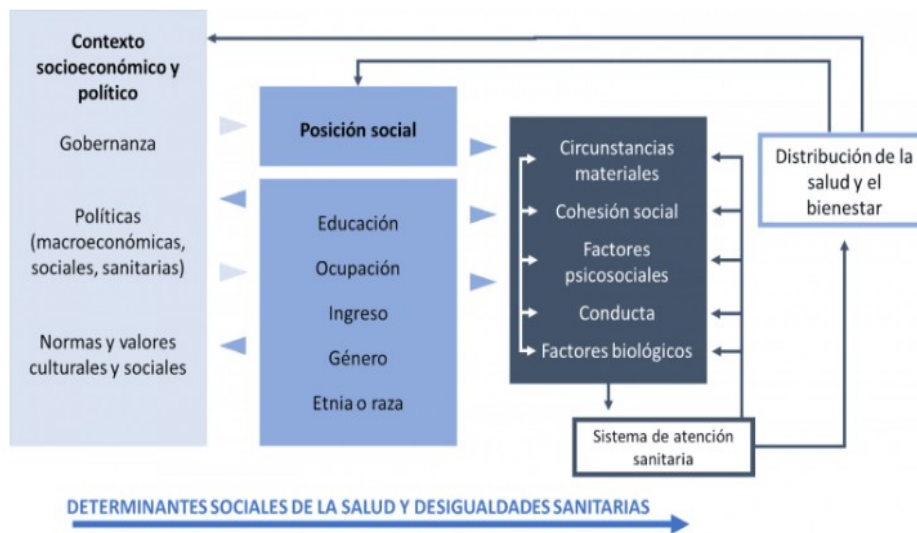 Contexto
socioeconómico y
político
Gobernanza
Políticas
(macroeconómicas,
sociales, sanitarias)
Normas y valores
culturales y sociales
Posición social
Educación
Ocupación
Ingreso
Género
Etnia o raza
Circunstancias
materiales
Cohesión social
Factores
psicosociales
Conducta
Factores biológicos
Sistema de atención
sanitaria
Distribución de la
salud y el
bienestar
DETERMINANTES SOCIALES DE LA SALUD Y DESIGUALDADES SANITARIAS